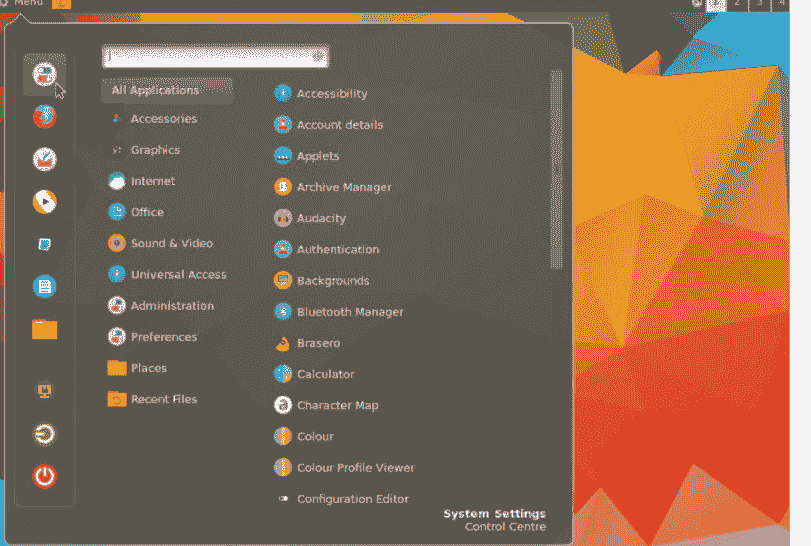 Menu
1 2 3 4
All Applications
Accessories
Graphics
Internet
Office
Sound & Video
Universal Access
Administration
Preferences
Places
Recent Files
Accessibility
Account details
Applets
Archive Manager
Audacity
Authentication
Backgrounds
Bluetooth Manager
Brasero
Calculator
Character Map
Colour
Colour Profile Viewer
Configuration Editor
System Settings
Control Centre